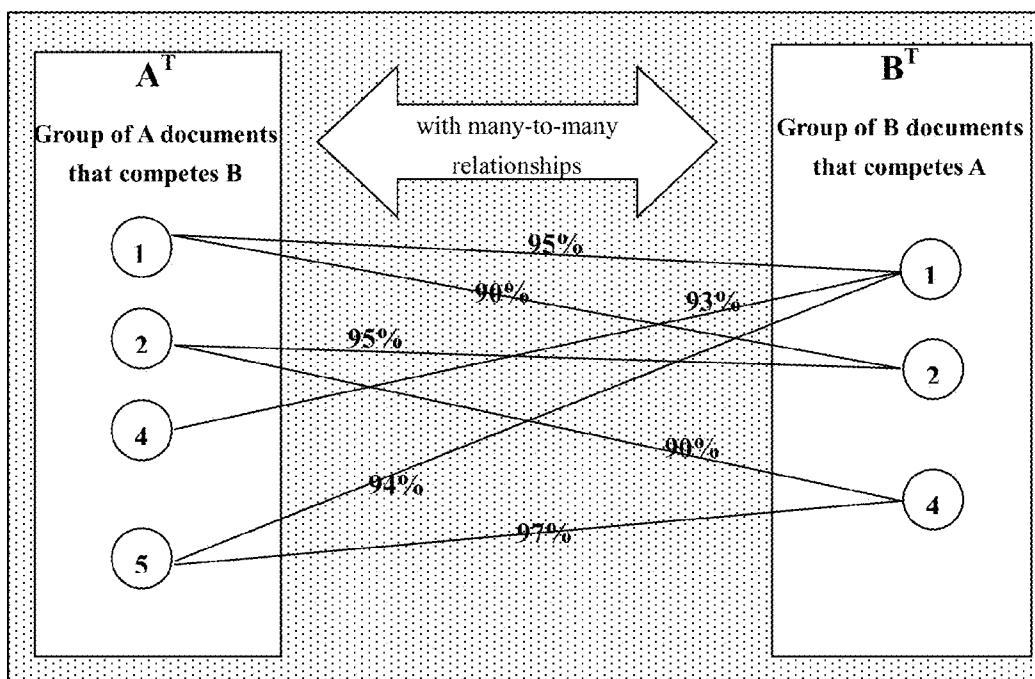 A^T
Group of A documents
that competes B
1
2
4
5
with many-to-many
relationships
95%
90%
93%
95%
90%
94%
97%
B^T
Group of B documents
that competes A
1
2
4